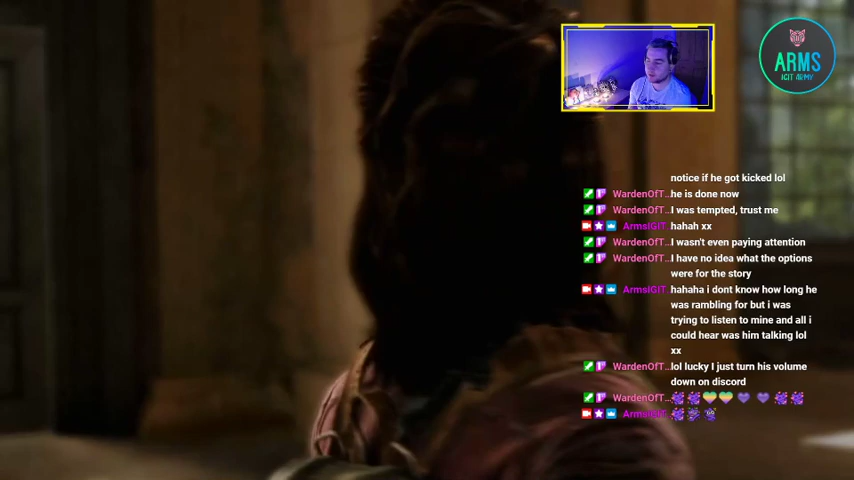 ARMS
IGIT ARMY
notice if he got kicked lol
WardenOfT... he is done now
WardenOfT... I was tempted, trust me
ArmsIGIT: hahah xx
WardenOfT... I wasn't even paying attention
WardenOfT... I have no idea what the options
were for the story
ArmsIGIT: hahaha i dont know how long he
was rambling for but i was
trying to listen to mine and all i
could hear was him talking lol
xx
WardenOfT... lol lucky I just turn his volume
down on discord
WardenOfT...
ArmsIGIT: